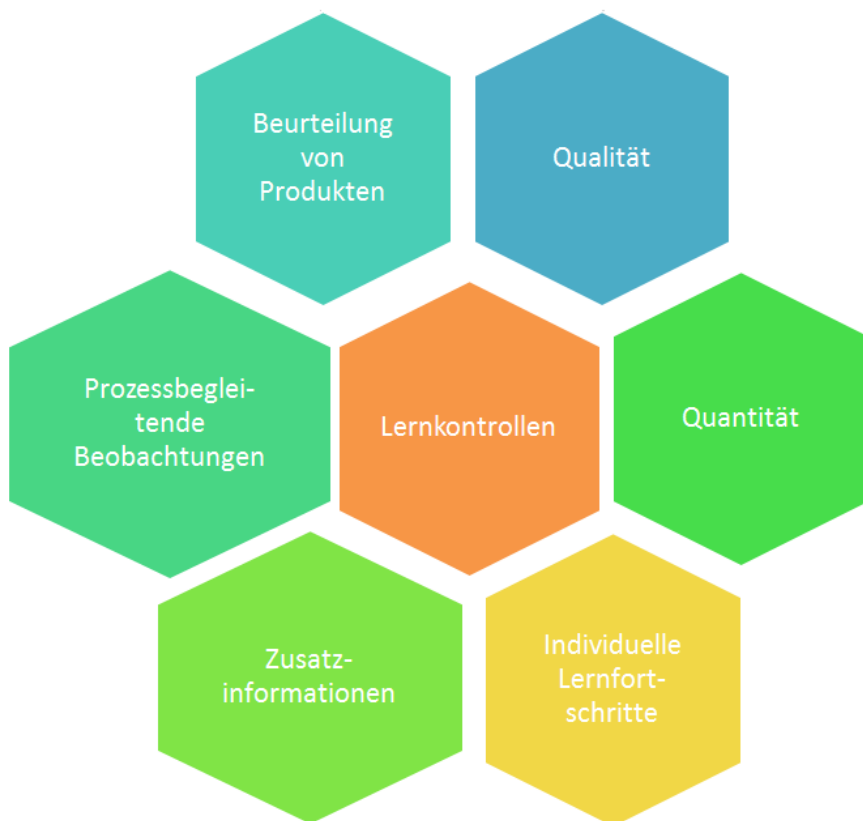 Beurteilung
von
Produkten
Qualität
Prozessbeglei-
tende
Beobachtungen
Lernkontrollen
Quantität
Zusatz-
informationen
Individuelle
Lernfort-
schritte